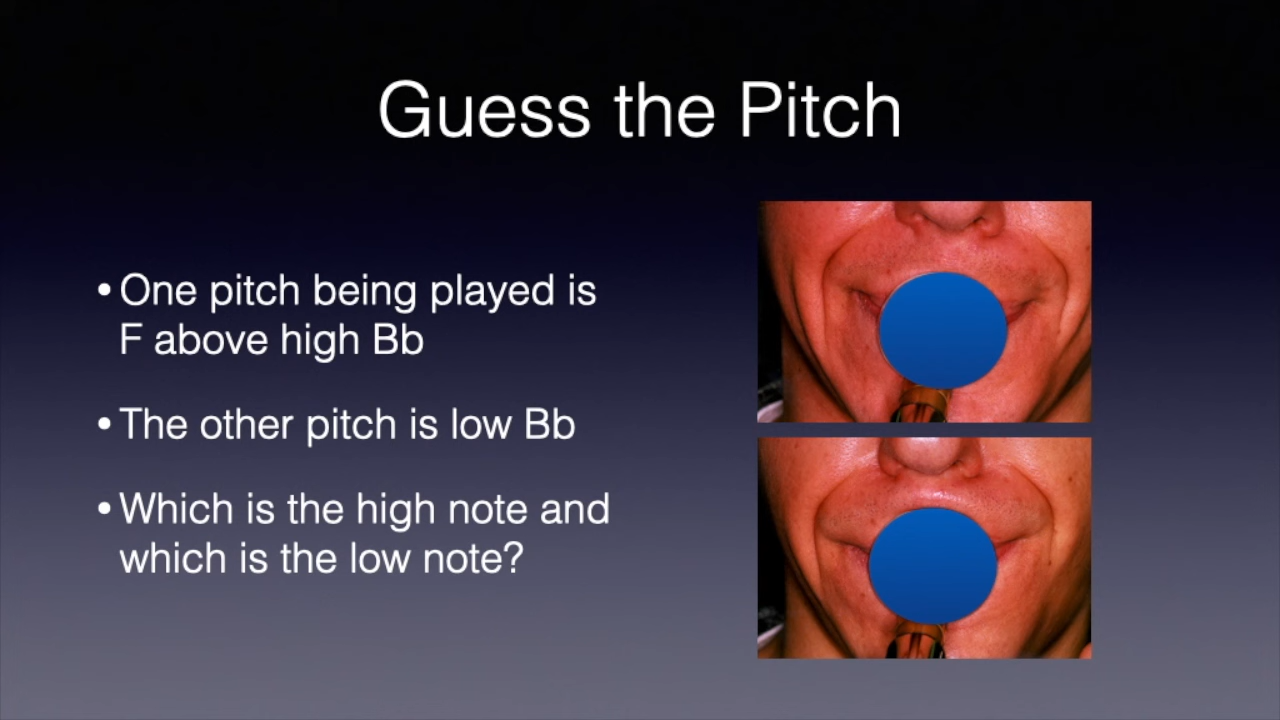 Guess the Pitch
• One pitch being played is
F above high Bb
• The other pitch is low Bb
• Which is the high note and
which is the low note?